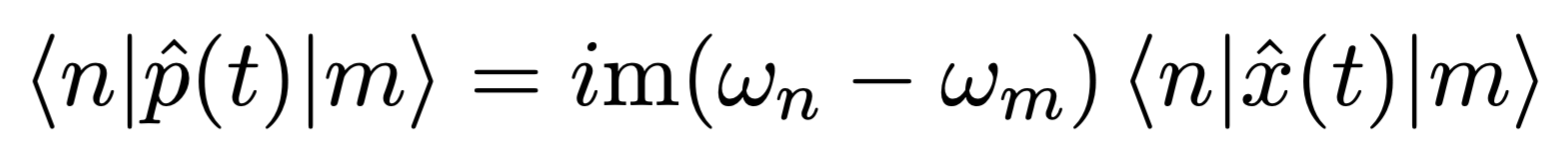 ⟨n|p̂(t)|m⟩ = im(ωₙ − ωₘ) ⟨n|x̂(t)|m⟩